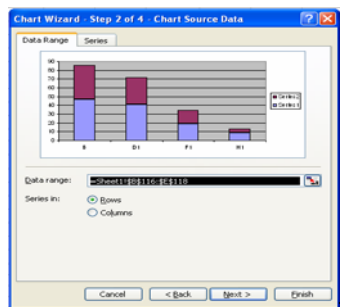 Chart Wizard - Step 2 of 4 - Chart Source Data
Data Range Series
90
80
70
60
50
40
30
20
10
0
B D1 F1 H1
Series2
Series1
Data range: =Sheet1!$B$116:$E$118
Series in: Rows
Columns
Cancel < Back Next > Finish